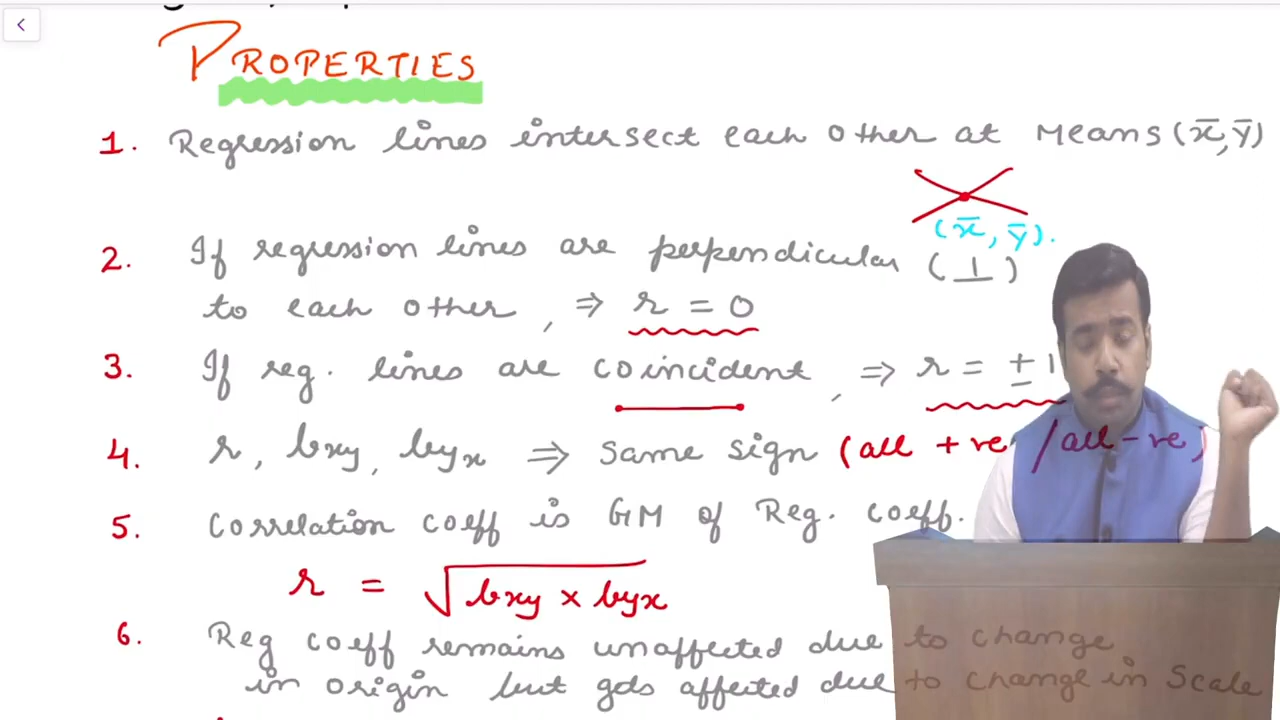 PROPERTIES
1. Regression lines intersect each other at Means (x̄, ȳ)
(x̄, ȳ).
2. If regression lines are perpendicular (⊥)
to each other, ⇒ r = 0
3. If reg. lines are coincident, ⇒ r = ±1
4. r, bxy, byx ⇒ same sign (all +ve /all -ve)
5. Correlation coeff is GM of Reg. coeff.
r = √bxy × byx
6. Reg coeff remains unaffected due to change
in origin but gets affected due to change in Scale